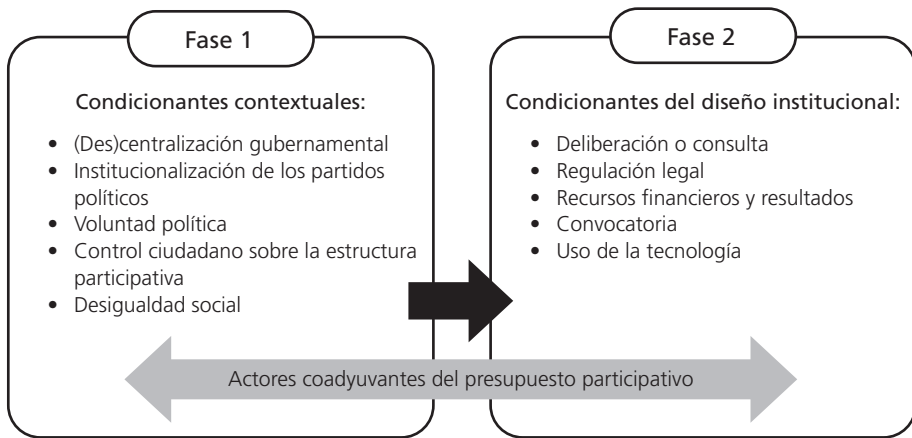 Fase 1
Condicionantes contextuales:
• (Des)centralización gubernamental
• Institucionalización de los partidos
políticos
• Voluntad política
• Control ciudadano sobre la estructura
participativa
• Desigualdad social
Fase 2
Condicionantes del diseño institucional:
• Deliberación o consulta
• Regulación legal
• Recursos financieros y resultados
• Convocatoria
• Uso de la tecnología
Actores coadyuvantes del presupuesto participativo